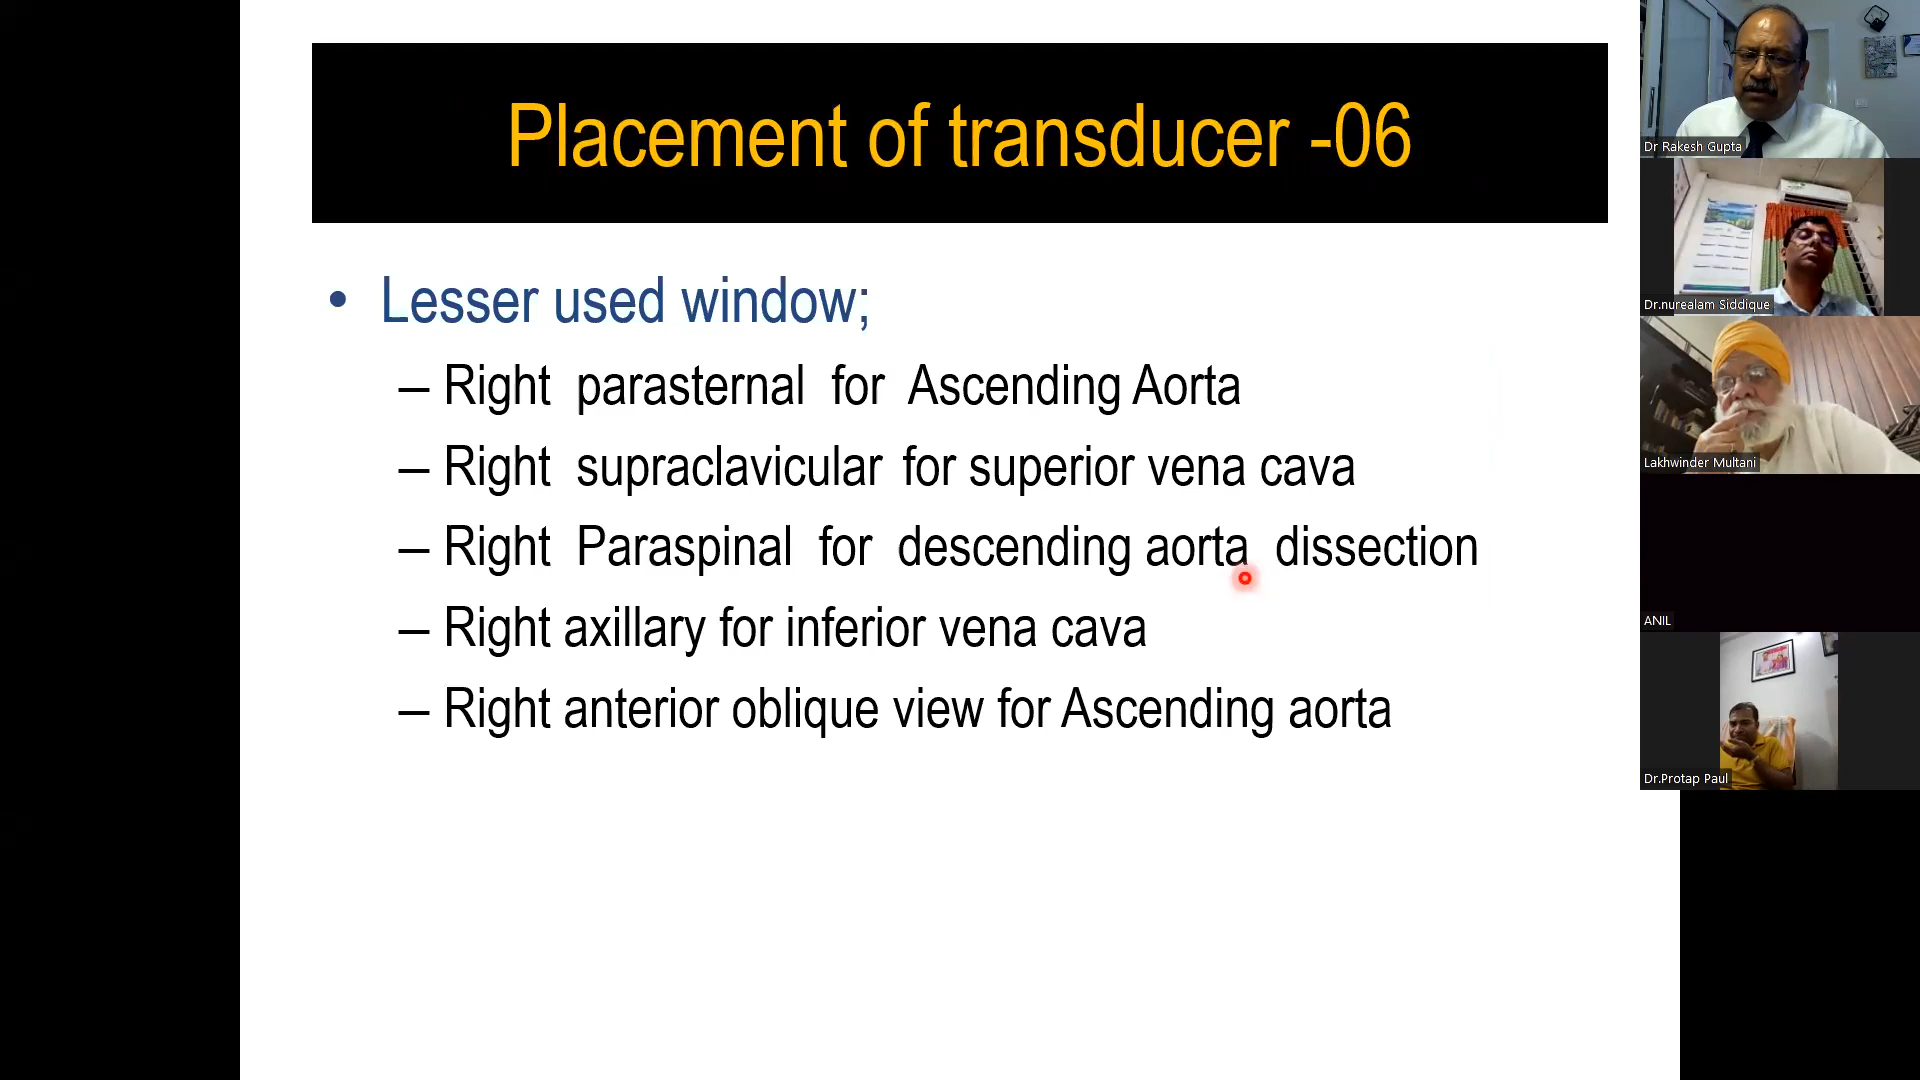 Placement of transducer -06
• Lesser used window;
– Right parasternal for Ascending Aorta
– Right supraclavicular for superior vena cava
– Right Paraspinal for descending aorta dissection
– Right axillary for inferior vena cava
– Right anterior oblique view for Ascending aorta
Dr Rakesh Gupta
Dr.nurealam Siddique
Lakhwinder Multani
ANIL
Dr.Protap Paul